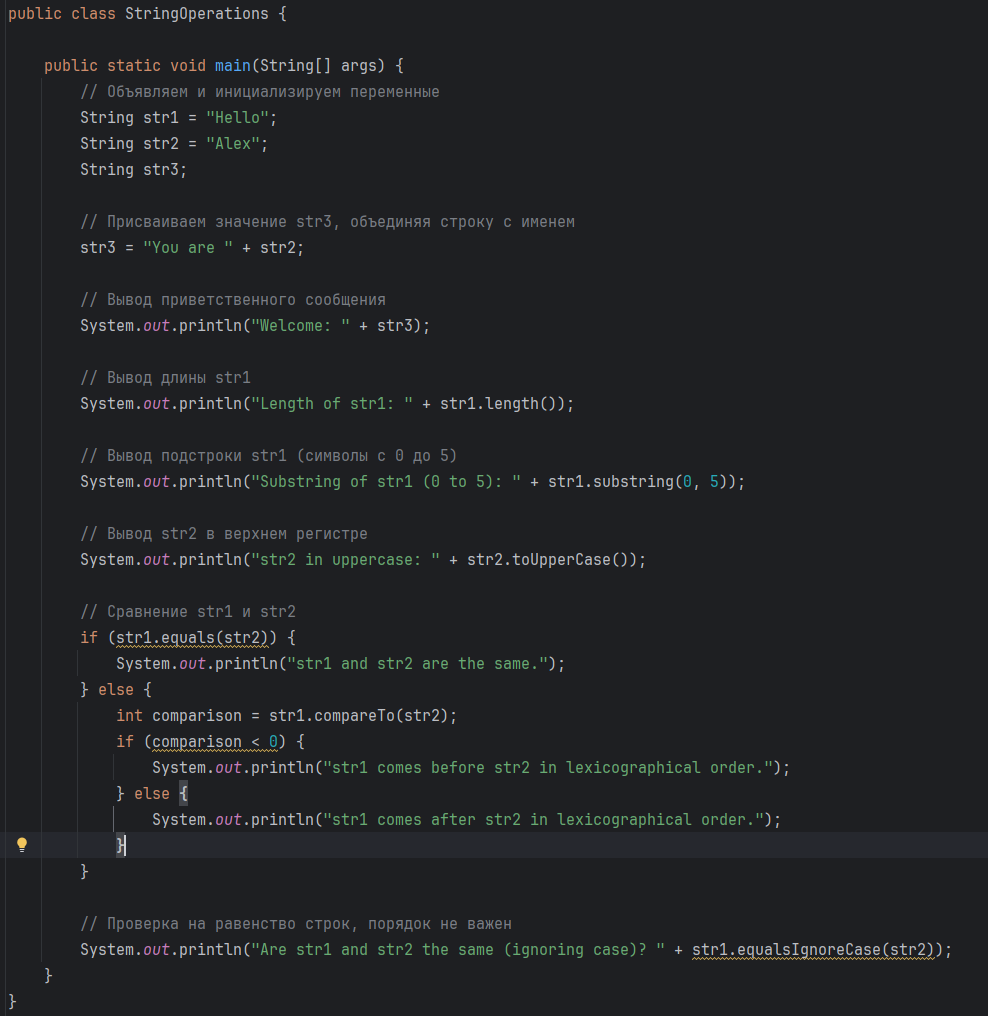 public class StringOperations {
public static void main(String[] args) {
// Объявляем и инициализируем переменные
String str1 = "Hello";
String str2 = "Alex";
String str3;
// Присваиваем значение str3, объединяя строку с именем
str3 = "You are " + str2;
// Вывод приветственного сообщения
System.out.println("Welcome: " + str3);
// Вывод длины str1
System.out.println("Length of str1: " + str1.length());
// Вывод подстроки str1 (символы с 0 до 5)
System.out.println("Substring of str1 (0 to 5): " + str1.substring(0, 5));
// Вывод str2 в верхнем регистре
System.out.println("str2 in uppercase: " + str2.toUpperCase());
// Сравнение str1 и str2
if (str1.equals(str2)) {
System.out.println("str1 and str2 are the same.");
} else {
int comparison = str1.compareTo(str2);
if (comparison < 0) {
System.out.println("str1 comes before str2 in lexicographical order.");
} else {
System.out.println("str1 comes after str2 in lexicographical order.");
}
}
// Проверка на равенство строк, порядок не важен
System.out.println("Are str1 and str2 the same (ignoring case)? " + str1.equalsIgnoreCase(str2));
}
}